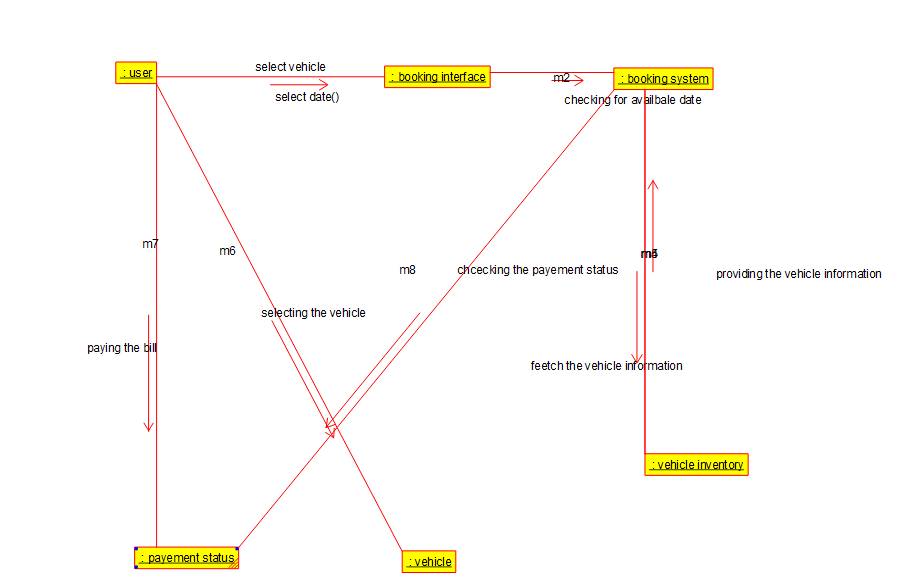 select vehicle
: user
: booking interface
m2
: booking system
select date()
checking for availbale date
m7
m6
m8
chcecking the payement status
providing the vehicle information
selecting the vehicle
paying the bill
feetch the vehicle information
: vehicle inventory
: payement status
: vehicle